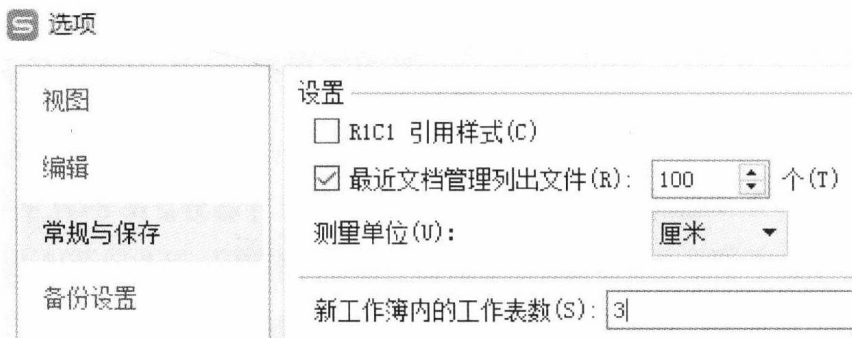 S 选项
视图
编辑
常规与保存
备份设置
设置
R1C1 引用样式(C)
最近文档管理列出文件(R): 100 个(T)
测量单位(U): 厘米
新工作簿内的工作表数(S): 3